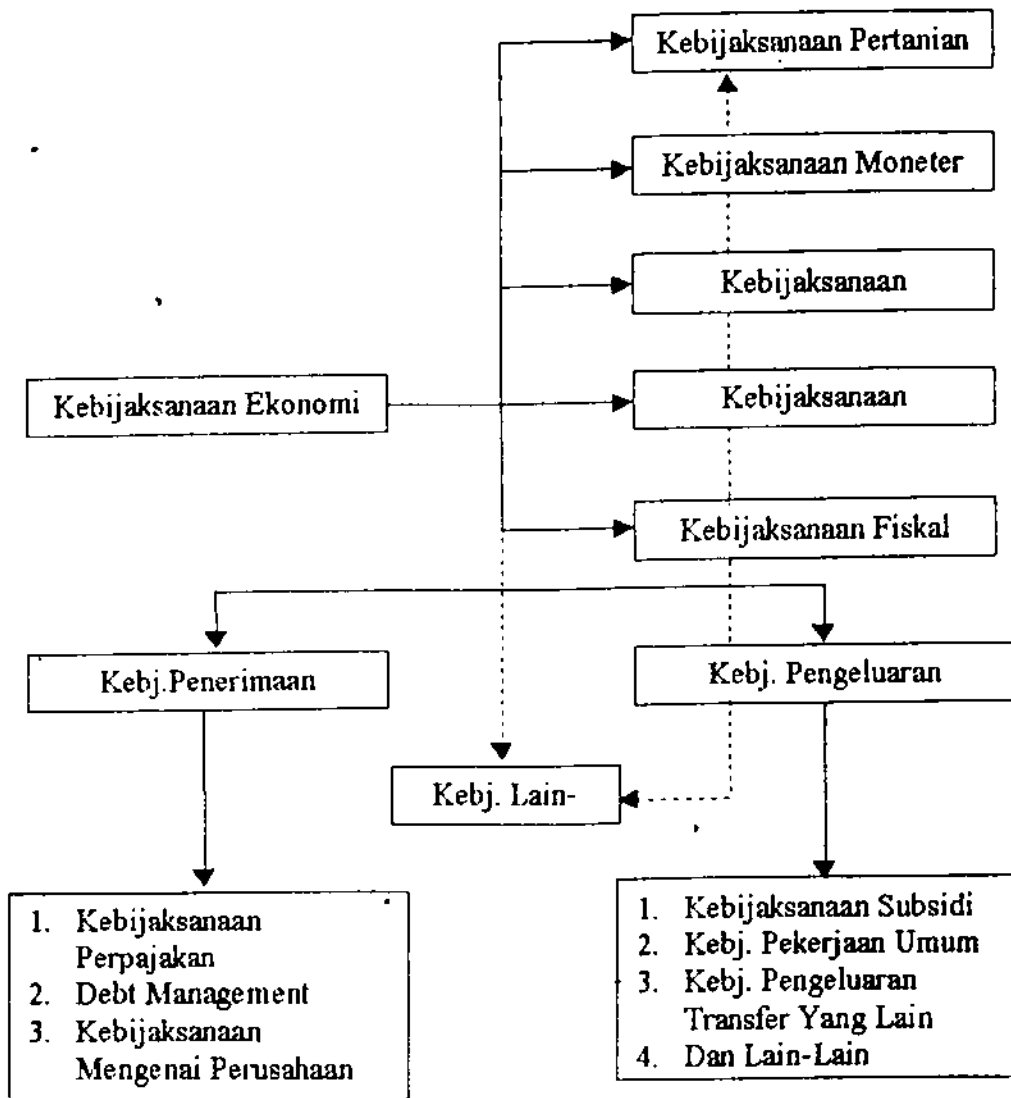 Kebijaksanaan Pertanian
Kebijaksanaan Moneter
Kebijaksanaan
Kebijaksanaan Ekonomi
Kebijaksanaan
Kebijaksanaan Fiskal
Kebj.Penerimaan
Kebj. Pengeluaran
Kebj. Lain-
1. Kebijaksanaan
Perpajakan
2. Debt Management
3. Kebijaksanaan
Mengenai Perusahaan
1. Kebijaksanaan Subsidi
2. Kebj. Pekerjaan Umum
3. Kebj. Pengeluaran
Transfer Yang Lain
4. Dan Lain-Lain